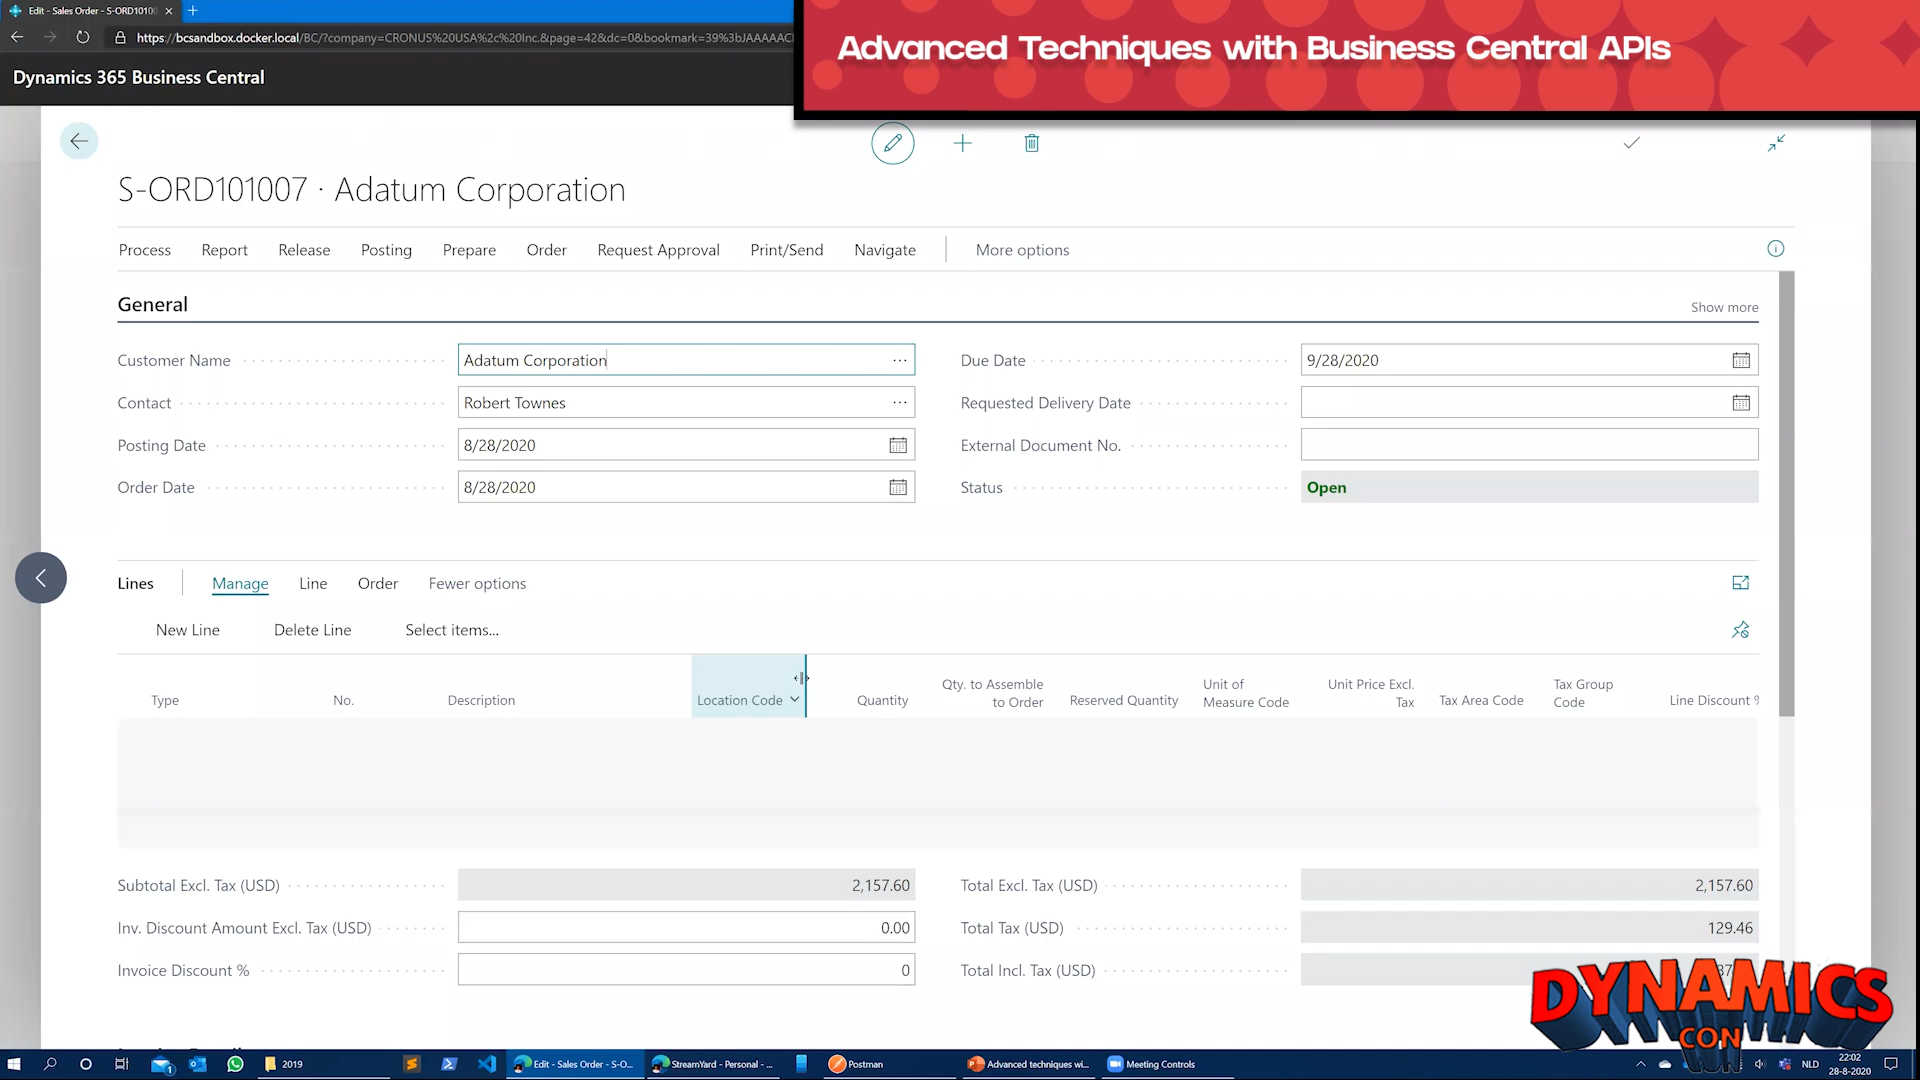 Edit - Sales Order - S-ORD10100
https://bcsandbox.docker.local/BC/?company=CRONUS%20USA%2c%20Inc.&page=42&dc=0&bookmark=39%3bJAAAAACL
Dynamics 365 Business Central
Advanced Techniques with Business Central APIs
S-ORD101007 · Adatum Corporation
Process Report Release Posting Prepare Order Request Approval Print/Send Navigate More options
General
Show more
Customer Name Adatum Corporation
Due Date 9/28/2020
Contact Robert Townes
Requested Delivery Date
Posting Date 8/28/2020
External Document No.
Order Date 8/28/2020
Status Open
Lines Manage Line Order Fewer options
New Line Delete Line Select items...
Type No. Description Location Code Quantity Qty. to Assemble to Order Reserved Quantity Unit of Measure Code Unit Price Excl. Tax Tax Area Code Tax Group Code Line Discount %
Subtotal Excl. Tax (USD) 2,157.60
Total Excl. Tax (USD) 2,157.60
Inv. Discount Amount Excl. Tax (USD) 0.00
Total Tax (USD) 129.46
Invoice Discount % 0
Total Incl. Tax (USD)
DYNAMICS
CON
2019
Edit - Sales Order - S-O...
StreamYard - Personal - ...
Postman
Advanced techniques wi...
Meeting Controls
NLD
22:02
28-8-2020